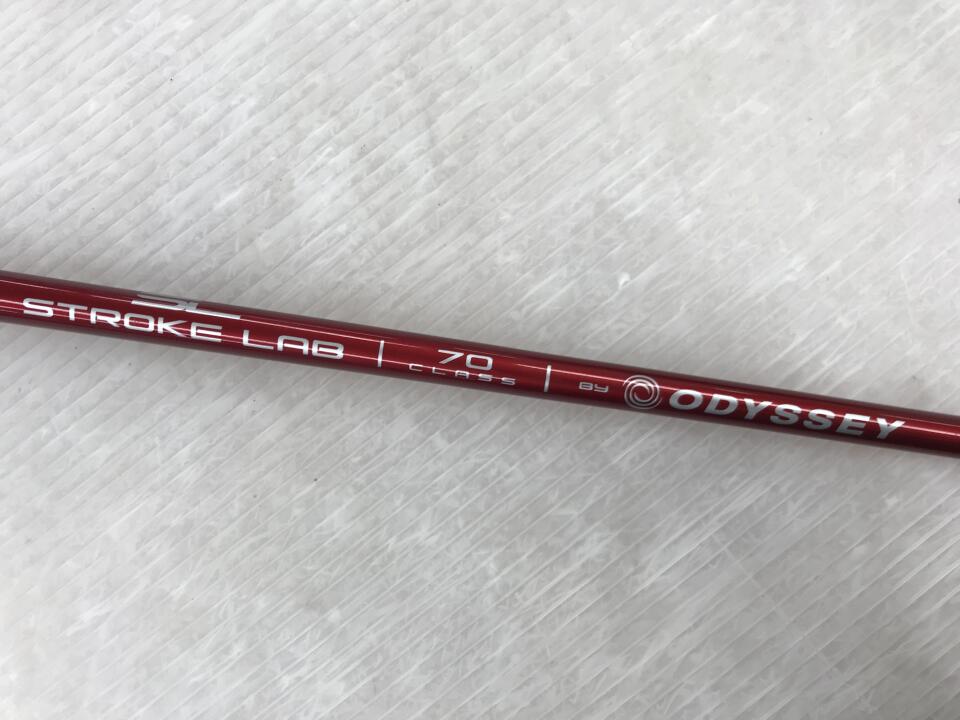 SL
STROKE LAB | 70 CLASS | BY ODYSSEY